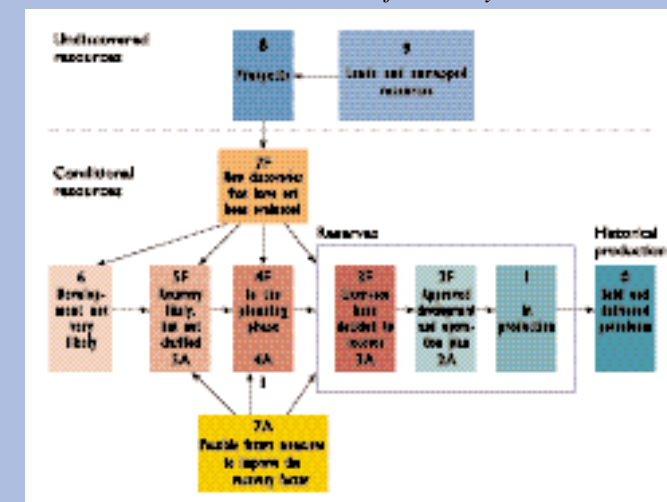 Undiscovered
resources
8
Prospects
9
Leads and unmapped
resources
Conditional
resources
7F
New discoveries
that have not
been evaluated
Reserves
Historical
production
6
Develop-
ment not
very
likely
5F
Recovery
likely,
but not
clarified
5A
4F
In the
planning
phase
4A
3F
Licensees
have
decided to
recover
3A
2F
Approved
development
and opera-
tion plan
2A
1
In
production
0
Sold and
delivered
petroleum
7A
Possible future measures
to improve the
recovery factor